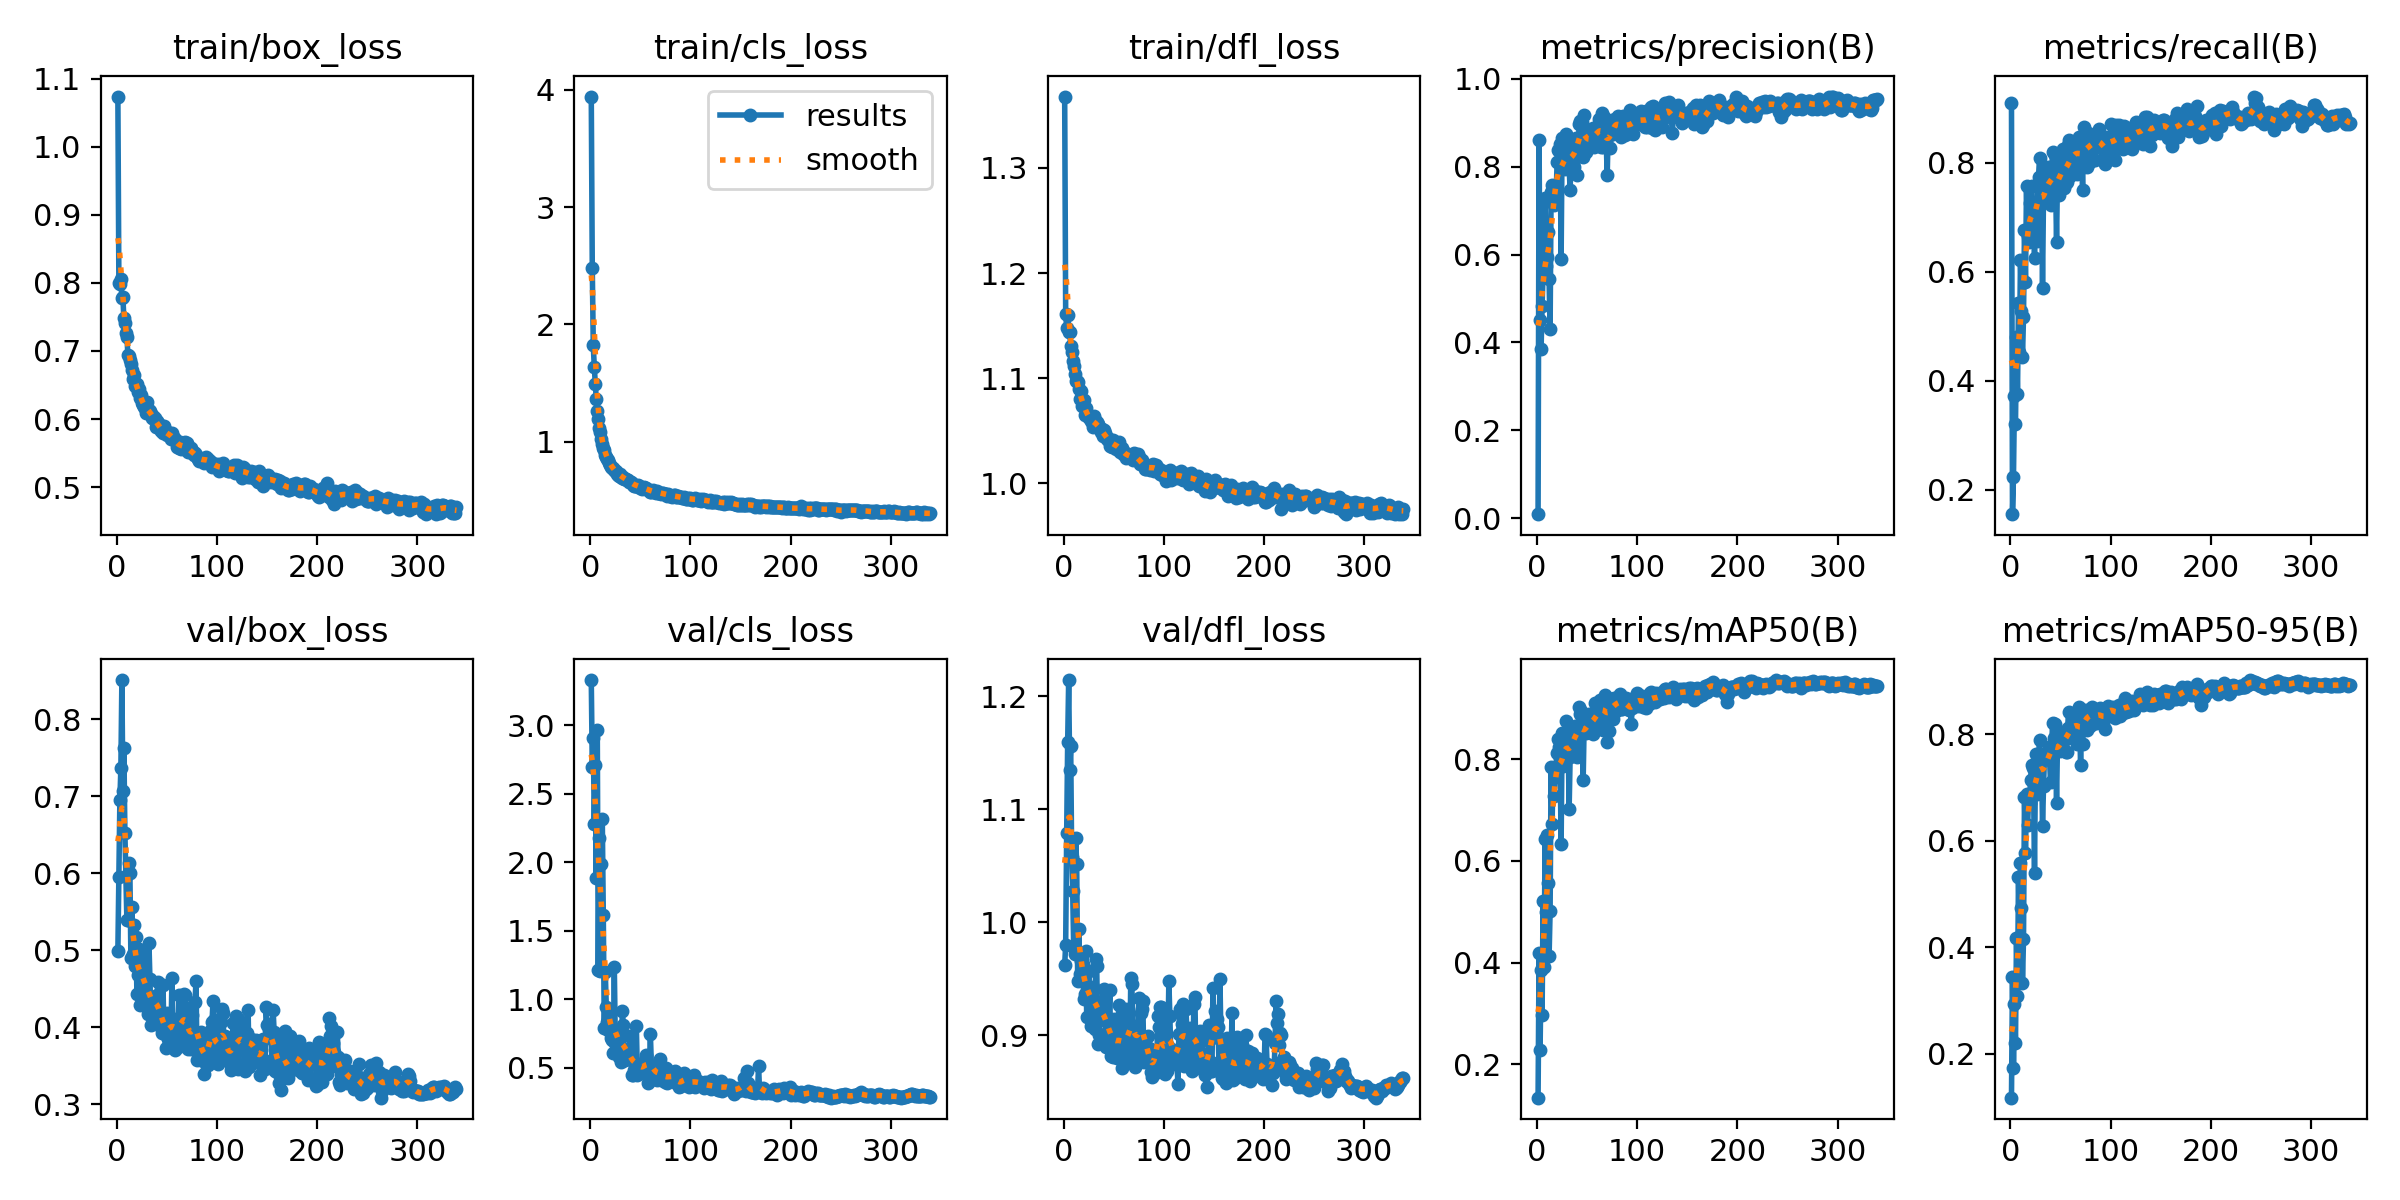 train/box_loss
1.1
1.0
0.9
0.8
0.7
0.6
0.5
0 100 200 300
train/cls_loss
results
smooth
4
3
2
1
0 100 200 300
train/dfl_loss
1.3
1.2
1.1
1.0
0 100 200 300
metrics/precision(B)
1.0
0.8
0.6
0.4
0.2
0.0
0 100 200 300
metrics/recall(B)
0.8
0.6
0.4
0.2
0 100 200 300
val/box_loss
0.8
0.7
0.6
0.5
0.4
0.3
0 100 200 300
val/cls_loss
3.0
2.5
2.0
1.5
1.0
0.5
0 100 200 300
val/dfl_loss
1.2
1.1
1.0
0.9
0 100 200 300
metrics/mAP50(B)
0.8
0.6
0.4
0.2
0 100 200 300
metrics/mAP50-95(B)
0.8
0.6
0.4
0.2
0 100 200 300